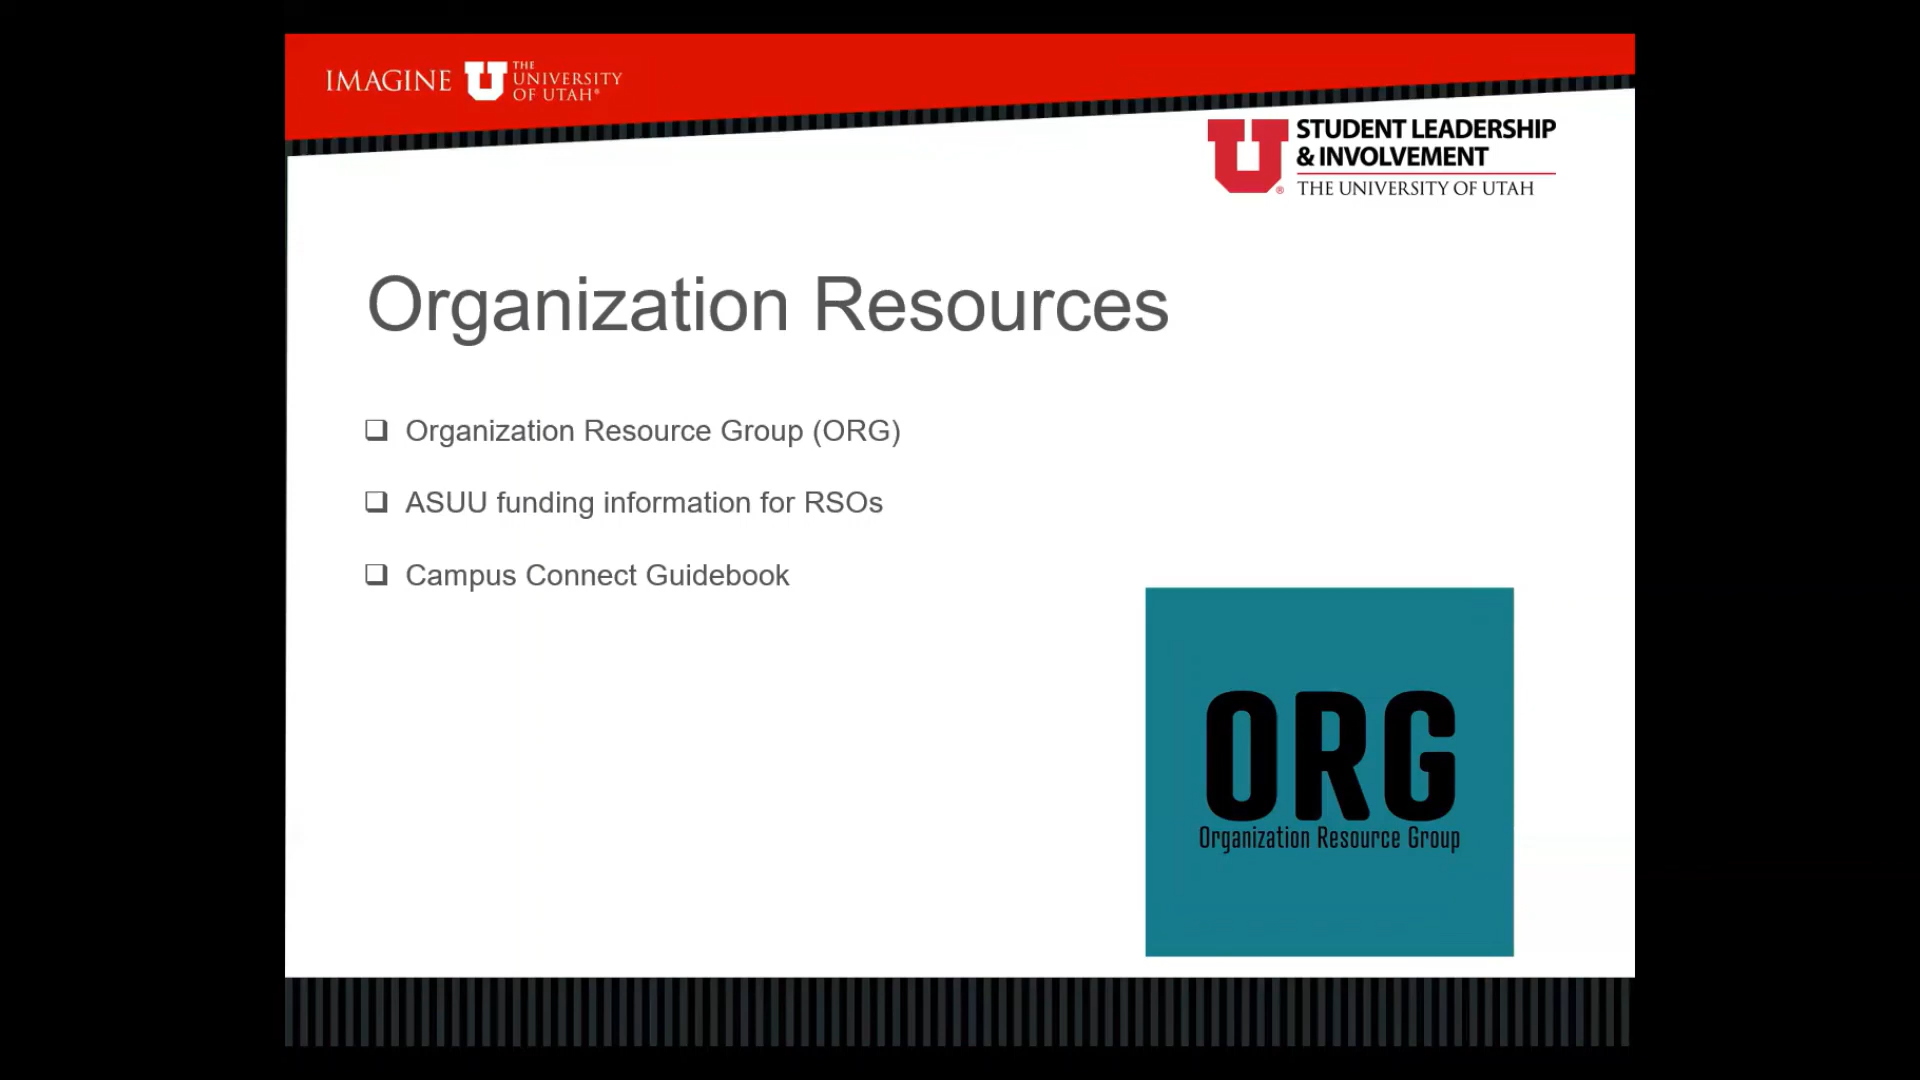 IMAGINE U THE UNIVERSITY OF UTAH®
U® STUDENT LEADERSHIP
& INVOLVEMENT
THE UNIVERSITY OF UTAH
Organization Resources
❑ Organization Resource Group (ORG)
❑ ASUU funding information for RSOs
❑ Campus Connect Guidebook
ORG
Organization Resource Group